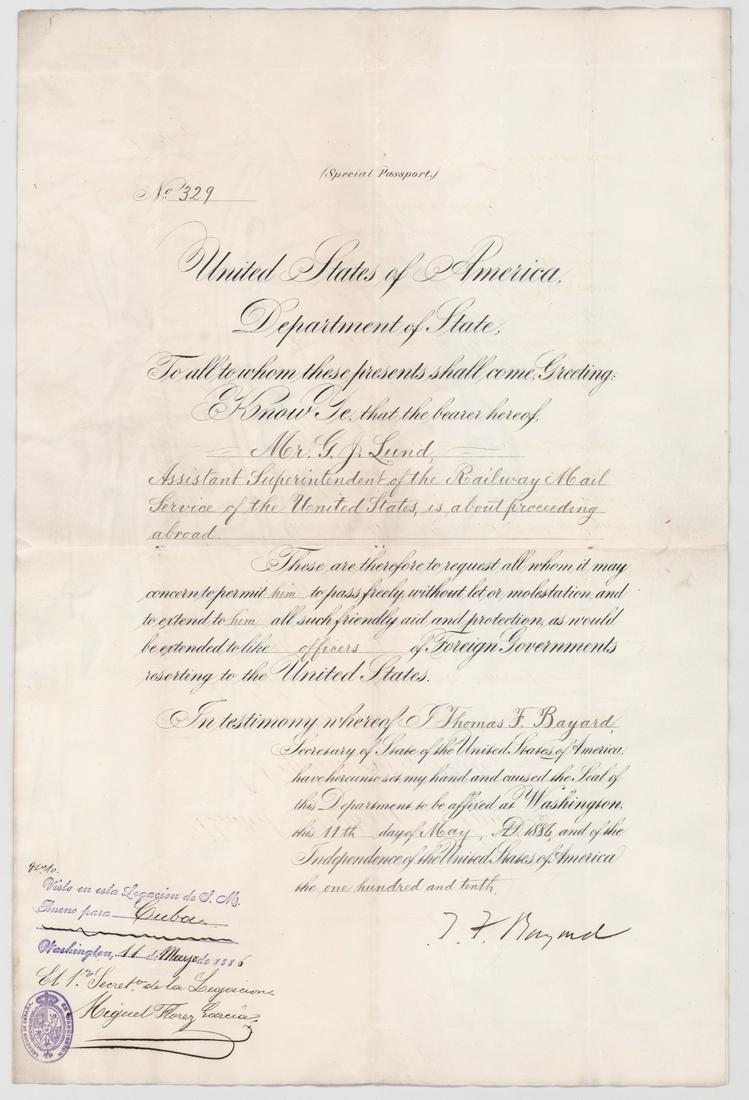 (Special Passport.)
No 329
United States of America,
Department of State,
To all to whom these presents shall come, Greeting:
Know Ye, that the bearer hereof,
Mr. G. J. Lund,
Assistant Superintendent of the Railway Mail
Service of the United States, is about proceeding
abroad.
These are therefore to request all whom it may
concern to permit him to pass freely, without let or molestation, and
to extend to him all such friendly aid and protection, as would
be extended to like officers of Foreign Governments
resorting to the United States.
In testimony whereof I Thomas F. Bayard,
Secretary of State of the United States of America,
have hereunto set my hand and caused the Seal of
this Department to be affixed at Washington,
this 11th day of May, A.D. 1886, and of the
Independence of the United States of America
the one hundred and tenth.
T. F. Bayard
Visto en esta Legacion de S. M.
Bueno para Cuba
Washington, 11 de Mayo de 1886
El 1er Secreto de la Legacion
Miguel Florez Garcia
LEGACION DE ESPAÑA EN WASHINGTON